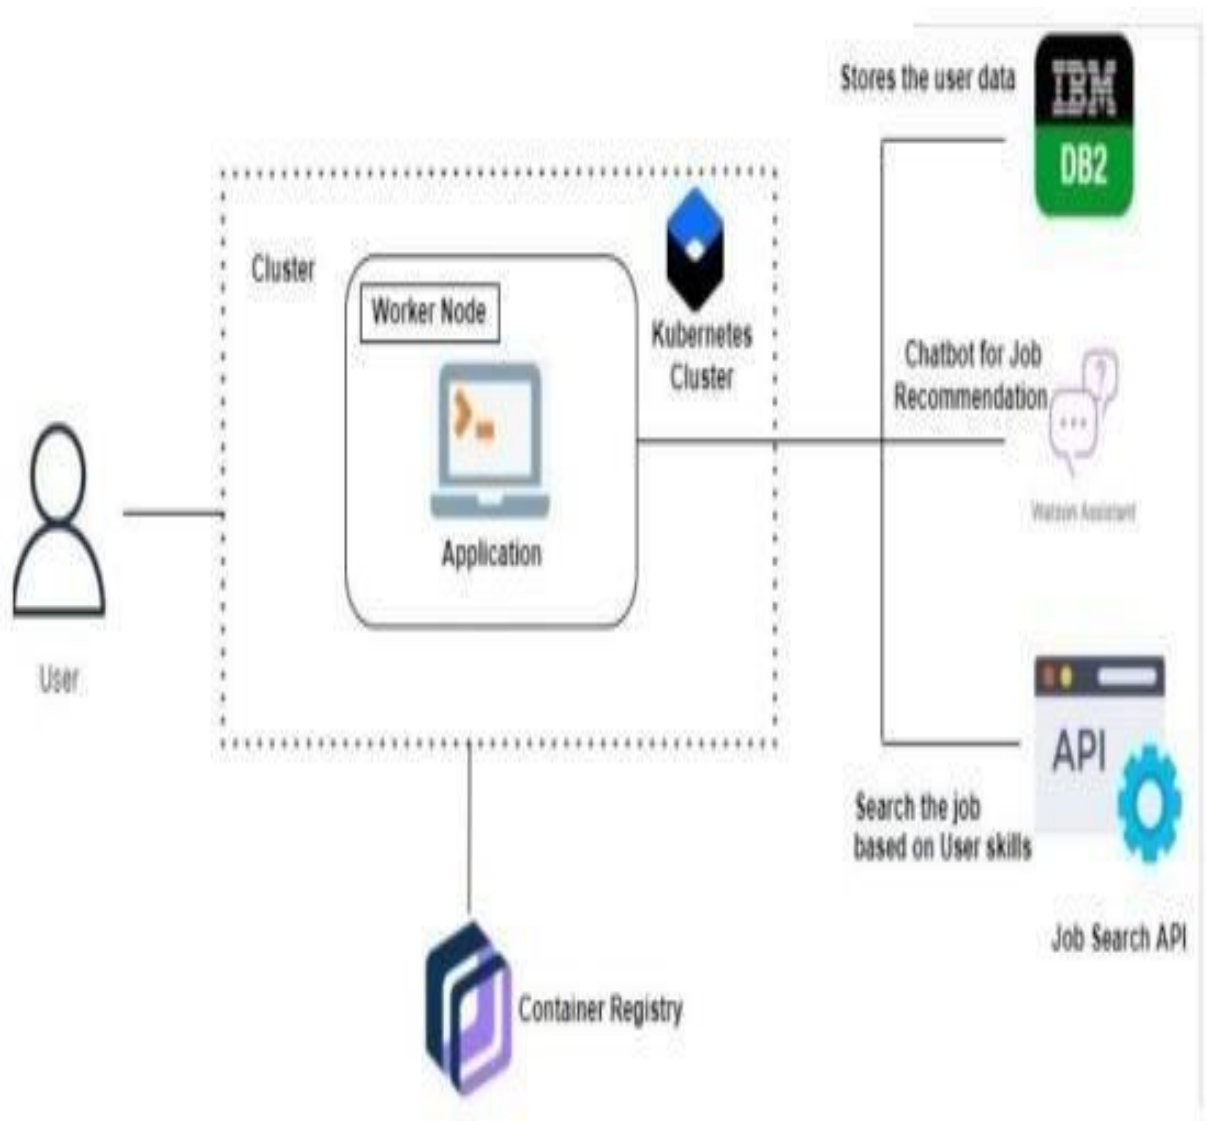 Stores the user data
IBM
DB2
Cluster
Worker Node
Kubernetes
Cluster
Chatbot for Job
Recommendation
Application
Watson Assistant
User
API
Search the job
based on User skills
Job Search API
Container Registry